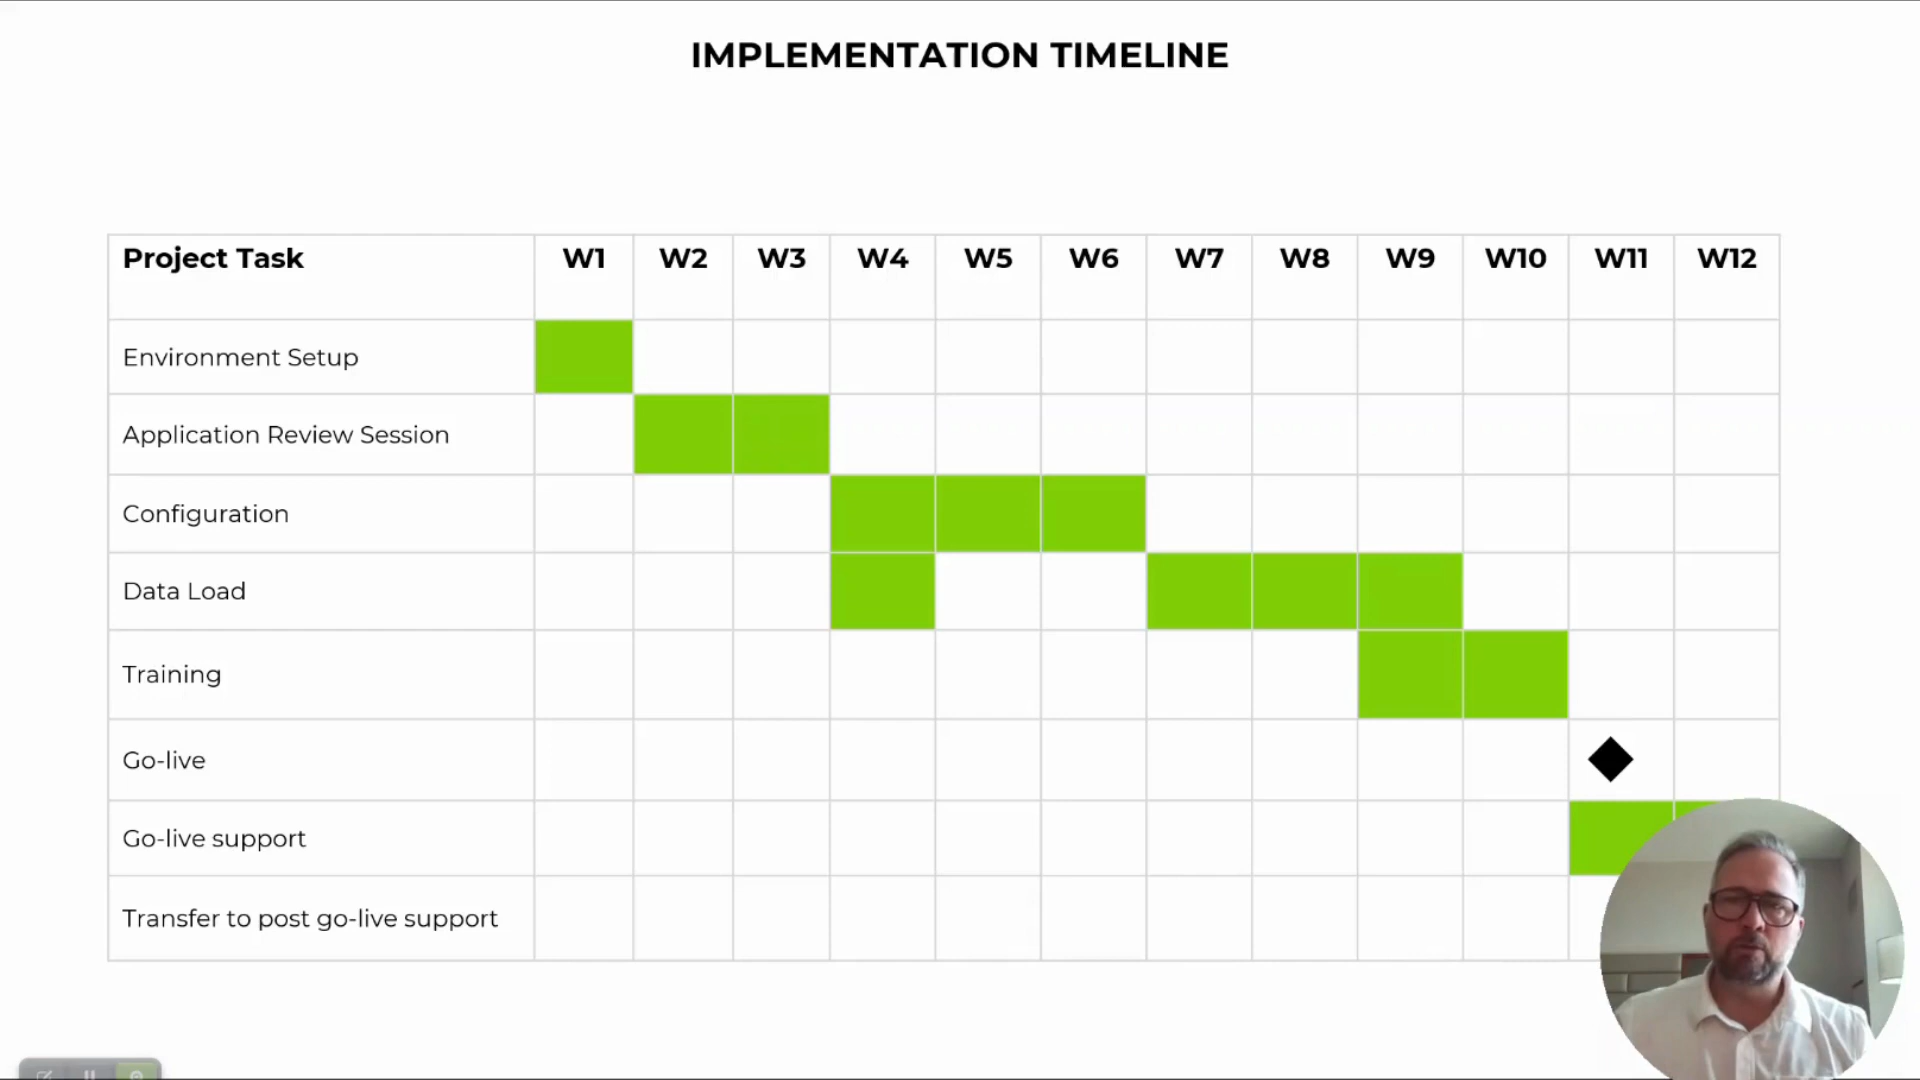 IMPLEMENTATION TIMELINE
Project Task W1 W2 W3 W4 W5 W6 W7 W8 W9 W10 W11 W12
Environment Setup
Application Review Session
Configuration
Data Load
Training
Go-live
Go-live support
Transfer to post go-live support